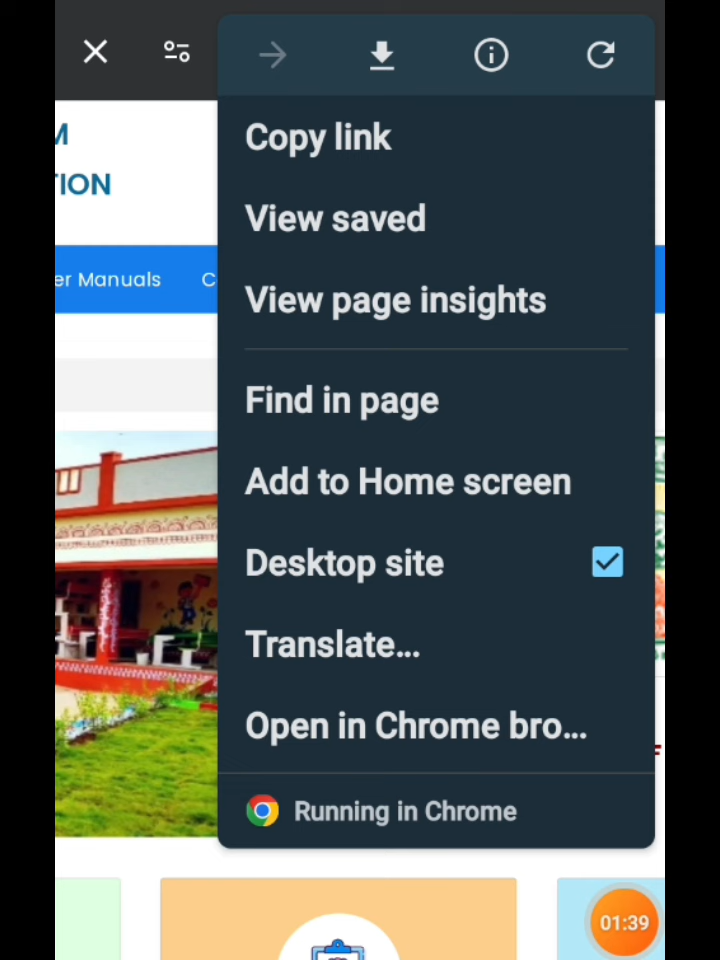 M
TION
er Manuals C
Copy link
View saved
View page insights
Find in page
Add to Home screen
Desktop site
Translate...
Open in Chrome bro...
Running in Chrome
01:39